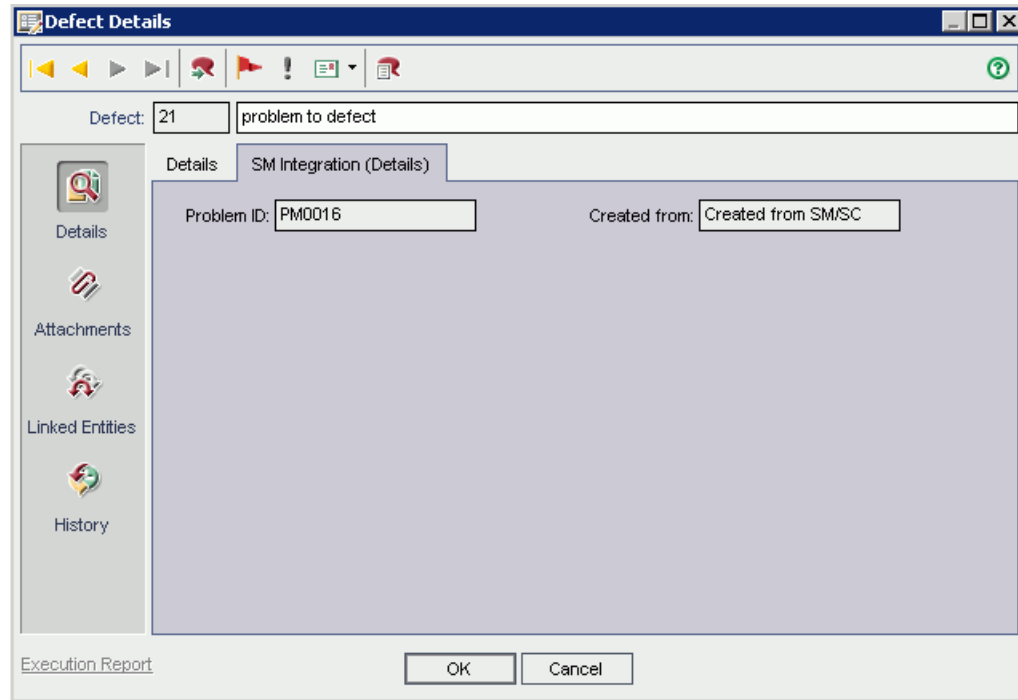 Defect Details
Defect: 21 problem to defect
Details SM Integration (Details)
Problem ID: PM0016 Created from: Created from SM/SC
Details
Attachments
Linked Entities
History
Execution Report OK Cancel